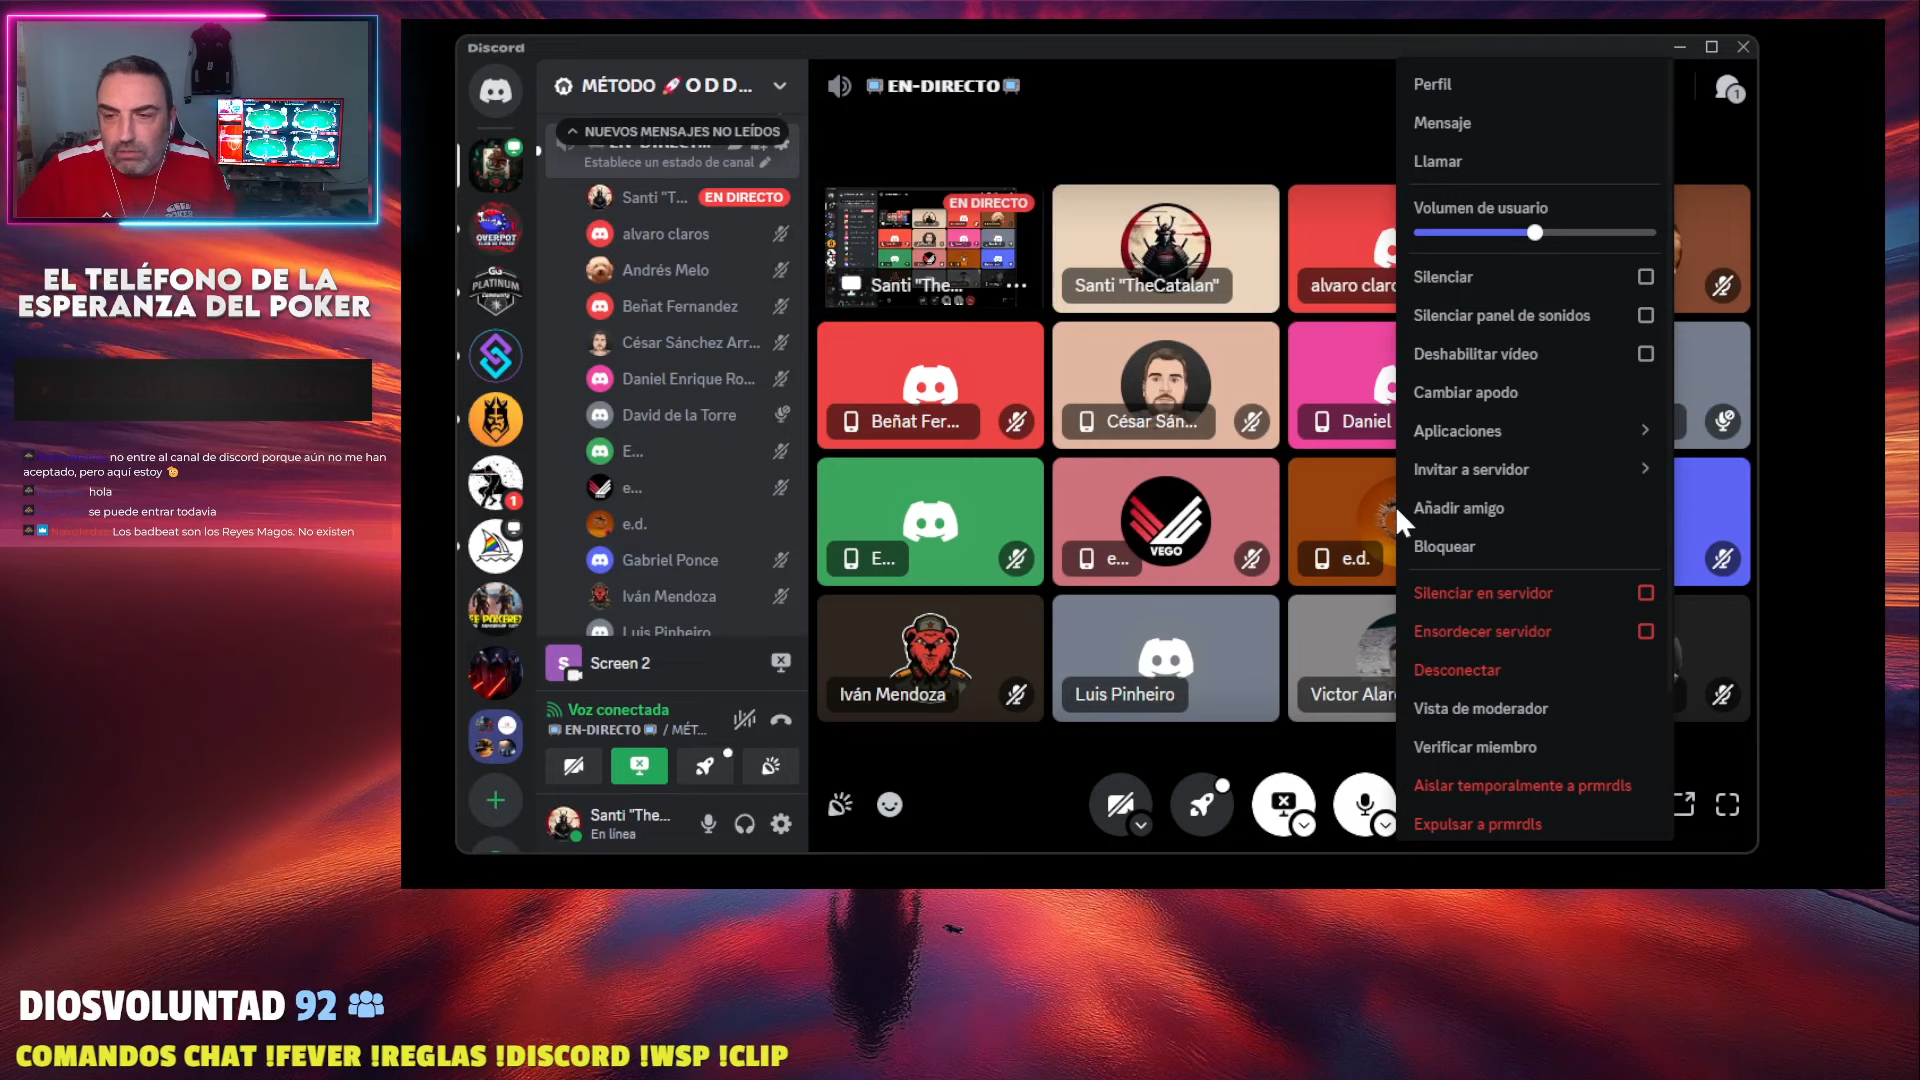 EL TELÉFONO DE LA
ESPERANZA DEL POKER
no entre al canal de discord porque aún no me han
aceptado, pero aquí estoy
hola
se puede entrar todavia
Los badbeat son los Reyes Magos. No existen
DIOSVOLUNTAD 92
COMANDOS CHAT !FEVER !REGLAS !DISCORD !WSP !CLIP
Discord
OVERPOT
GG
PLATINUM
Community
1
MÉTODO ODD...
NUEVOS MENSAJES NO LEÍDOS
Establece un estado de canal
Santi "T... EN DIRECTO
alvaro claros
Andrés Melo
Beñat Fernandez
César Sánchez Arr...
Daniel Enrique Ro...
David de la Torre
E...
e...
e.d.
Gabriel Ponce
Iván Mendoza
Luis Pinheiro
S
Screen 2
Voz conectada
EN-DIRECTO / MÉT...
Santi "The...
En línea
EN-DIRECTO
1
EN DIRECTO
Santi "The...
Santi "TheCatalan"
alvaro claro
Beñat Fer...
César Sán...
Daniel
E...
VEGO
e...
e.d.
Iván Mendoza
Luis Pinheiro
Victor Alar
Perfil
Mensaje
Llamar
Volumen de usuario
Silenciar
Silenciar panel de sonidos
Deshabilitar vídeo
Cambiar apodo
Aplicaciones
Invitar a servidor
Añadir amigo
Bloquear
Silenciar en servidor
Ensordecer servidor
Desconectar
Vista de moderador
Verificar miembro
Aislar temporalmente a prmrdls
Expulsar a prmrdls